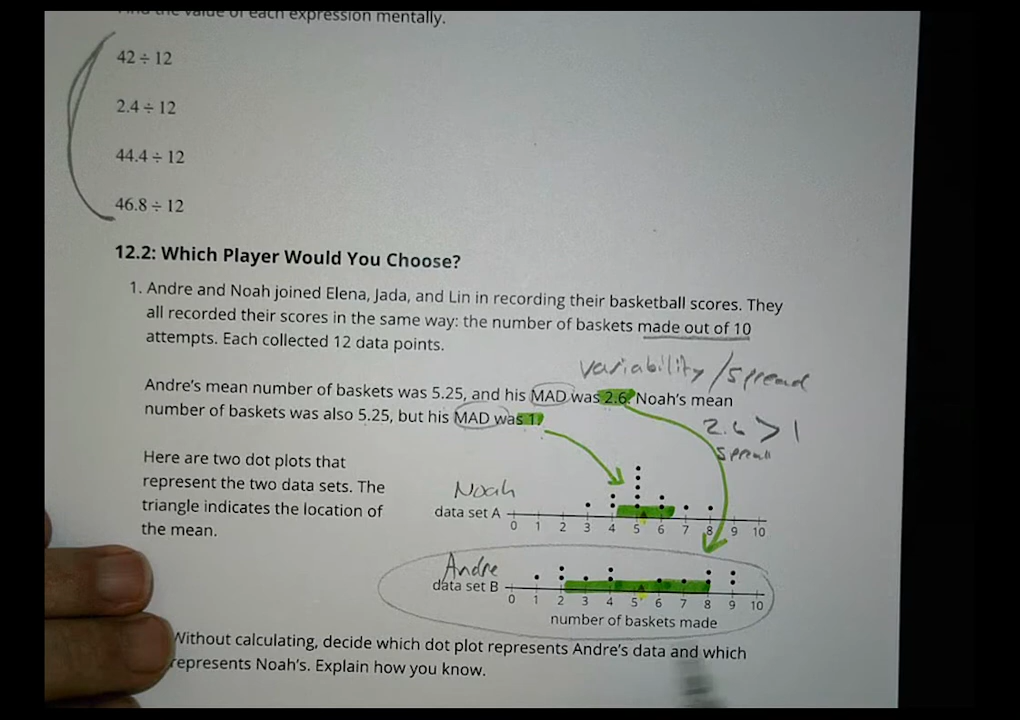 Find the value of each expression mentally.
42 ÷ 12
2.4 ÷ 12
44.4 ÷ 12
46.8 ÷ 12
12.2: Which Player Would You Choose?
1. Andre and Noah joined Elena, Jada, and Lin in recording their basketball scores. They
all recorded their scores in the same way: the number of baskets made out of 10
attempts. Each collected 12 data points.
variability/spread
Andre's mean number of baskets was 5.25, and his MAD was 2.6. Noah's mean
number of baskets was also 5.25, but his MAD was 1.
2.6 > 1
spread
Here are two dot plots that
represent the two data sets. The
triangle indicates the location of
the mean.
Noah
data set A
0 1 2 3 4 5 6 7 8 9 10
Andre
data set B
0 1 2 3 4 5 6 7 8 9 10
number of baskets made
Without calculating, decide which dot plot represents Andre's data and which
represents Noah's. Explain how you know.